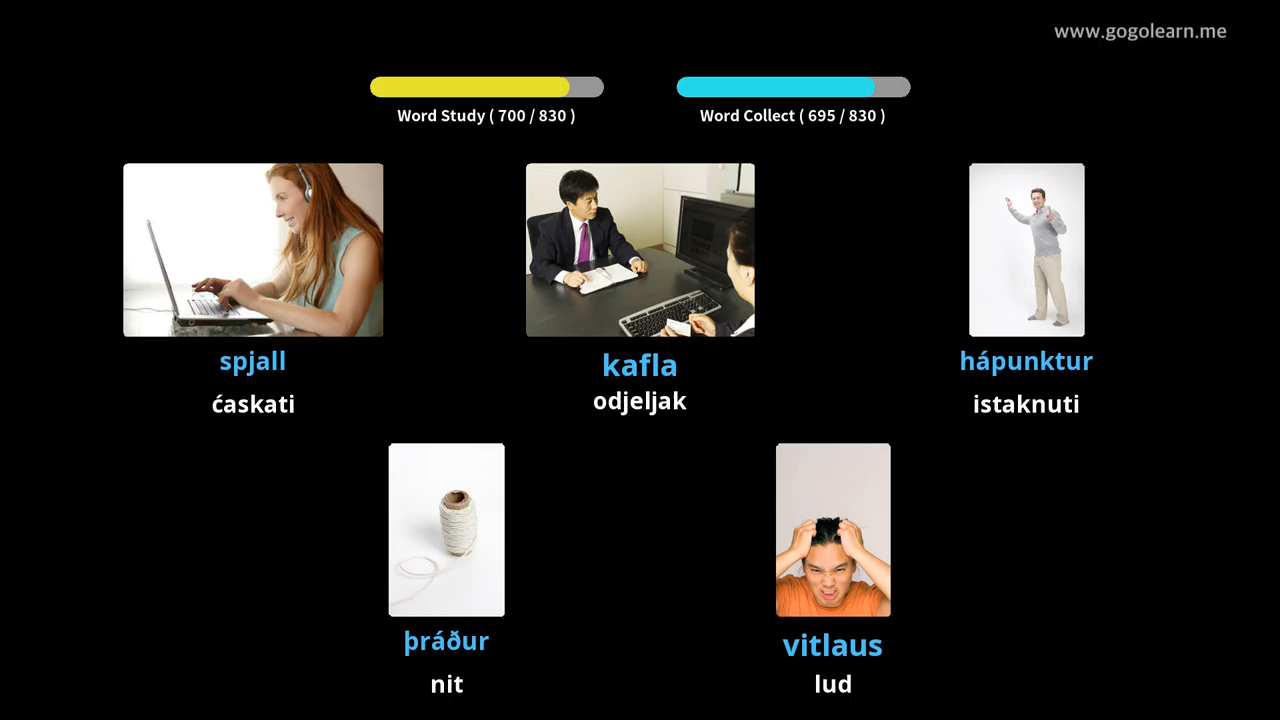 www.gogolearn.me
Word Study ( 700 / 830 )
Word Collect ( 695 / 830 )
spjall
ćaskati
kafla
odjeljak
hápunktur
istaknuti
þráður
nit
vitlaus
lud